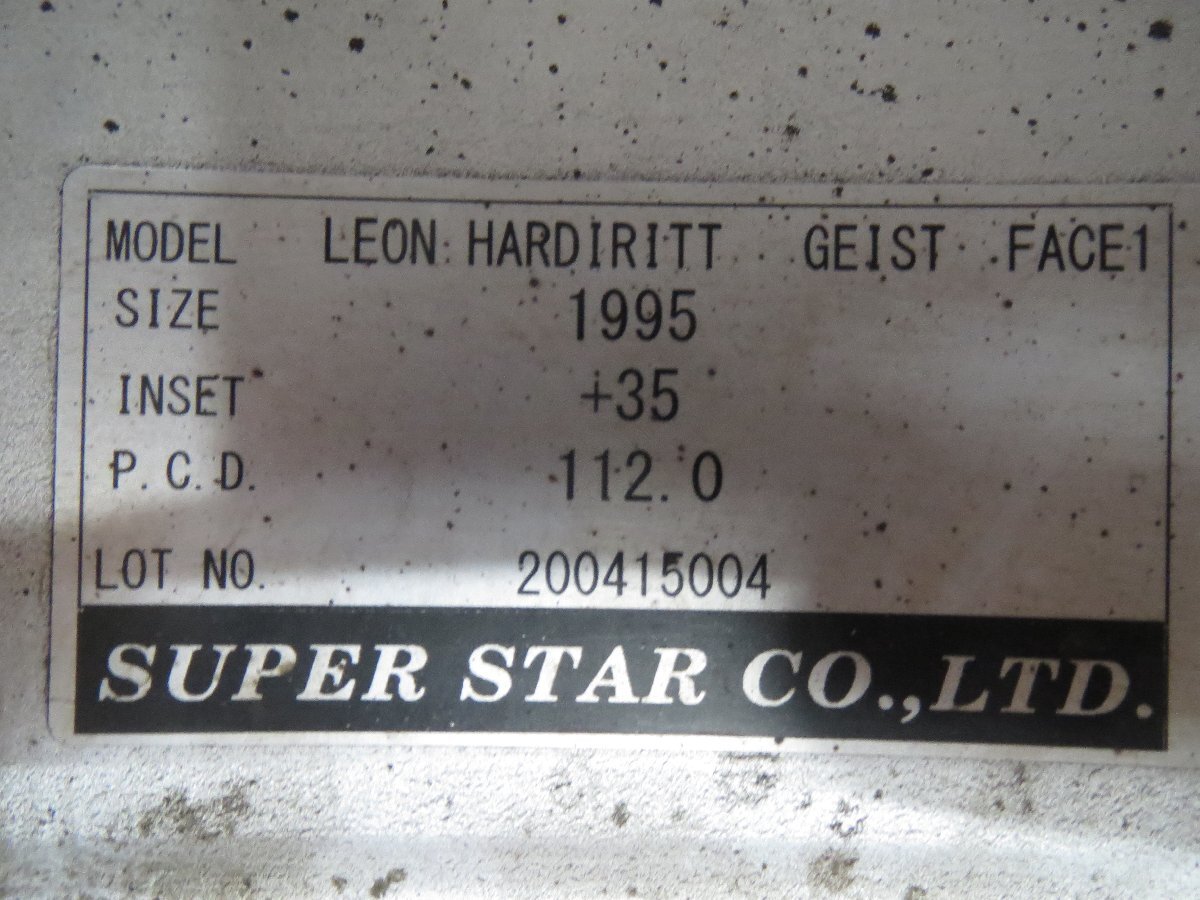 MODEL LEON HARDIRITT GEIST FACE1
SIZE 1995
INSET +35
P.C.D. 112.0
LOT NO. 200415004
SUPER STAR CO.,LTD.